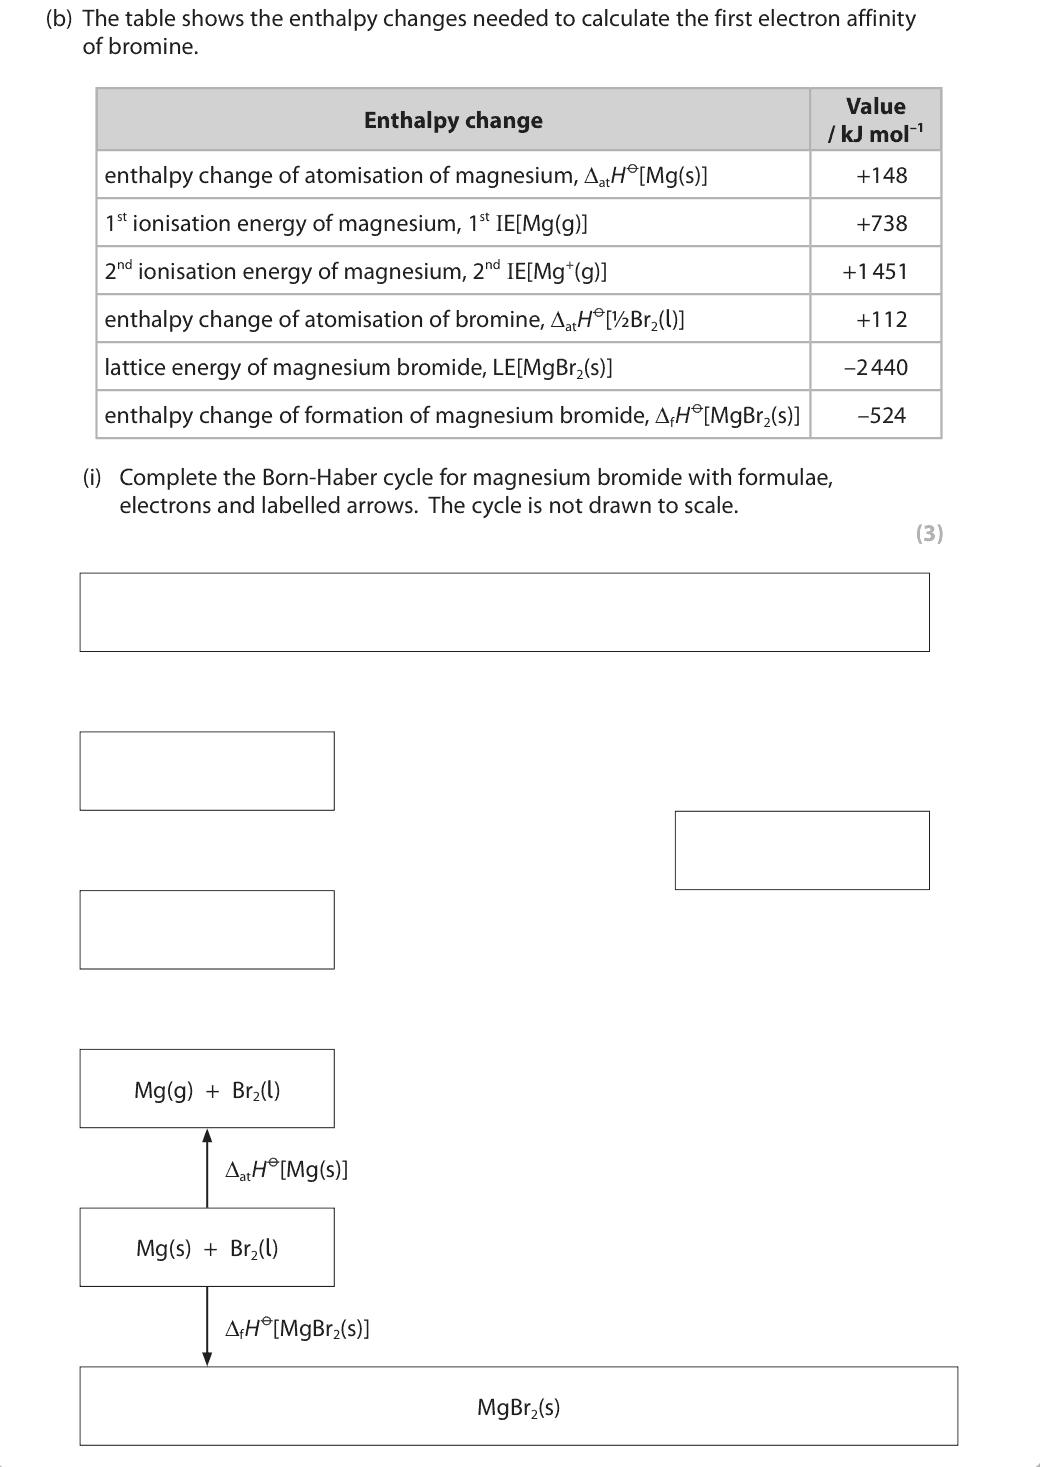 (b) The table shows the enthalpy changes needed to calculate the first electron affinity
of bromine.
Enthalpy change
Value
/ kJ mol⁻¹
enthalpy change of atomisation of magnesium, ΔₐₜH⦵[Mg(s)]
+148
1ˢᵗ ionisation energy of magnesium, 1ˢᵗ IE[Mg(g)]
+738
2ⁿᵈ ionisation energy of magnesium, 2ⁿᵈ IE[Mg⁺(g)]
+1 451
enthalpy change of atomisation of bromine, ΔₐₜH⦵[½Br₂(l)]
+112
lattice energy of magnesium bromide, LE[MgBr₂(s)]
–2 440
enthalpy change of formation of magnesium bromide, ΔfH⦵[MgBr₂(s)]
–524
(i) Complete the Born-Haber cycle for magnesium bromide with formulae,
electrons and labelled arrows. The cycle is not drawn to scale.
(3)
Mg(g) + Br₂(l)
ΔₐₜH⦵[Mg(s)]
Mg(s) + Br₂(l)
ΔfH⦵[MgBr₂(s)]
MgBr₂(s)